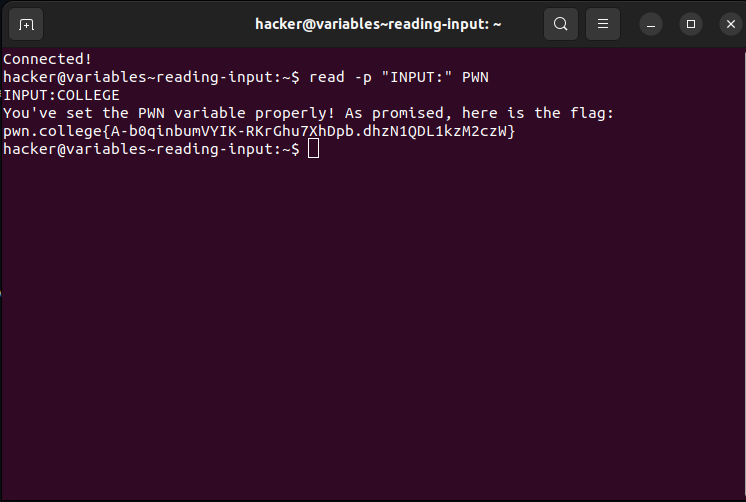 hacker@variables~reading-input: ~
Connected!
hacker@variables~reading-input:~$ read -p "INPUT:" PWN
INPUT:COLLEGE
You've set the PWN variable properly! As promised, here is the flag:
pwn.college{A-b0qinbumVYIK-RKrGhu7XhDpb.dhzN1QDL1kzM2czW}
hacker@variables~reading-input:~$